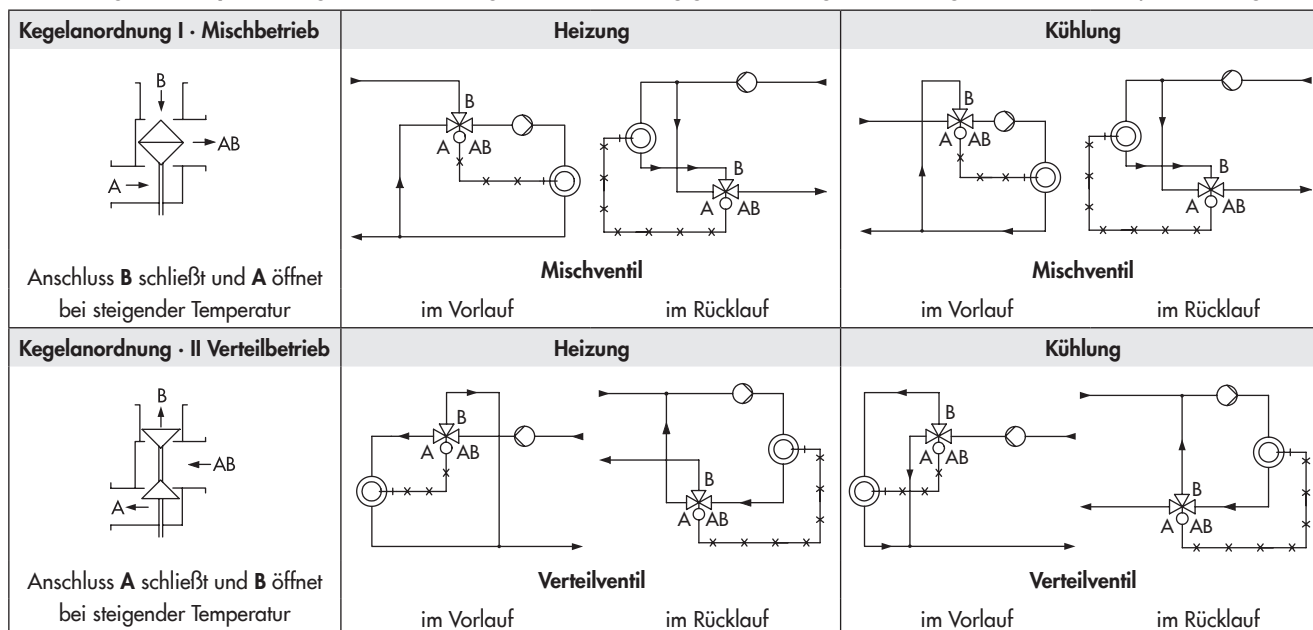 Kegelanordnung I · Mischbetrieb
Heizung
Kühlung
B
AB
A
Anschluss B schließt und A öffnet
bei steigender Temperatur
B
A AB
B
A AB
Mischventil
im Vorlauf im Rücklauf
B
A AB
B
A AB
Mischventil
im Vorlauf im Rücklauf
Kegelanordnung · II Verteilbetrieb
Heizung
Kühlung
B
AB
A
Anschluss A schließt und B öffnet
bei steigender Temperatur
B
A AB
B
A AB
Verteilventil
im Vorlauf im Rücklauf
B
A AB
B
A AB
Verteilventil
im Vorlauf im Rücklauf